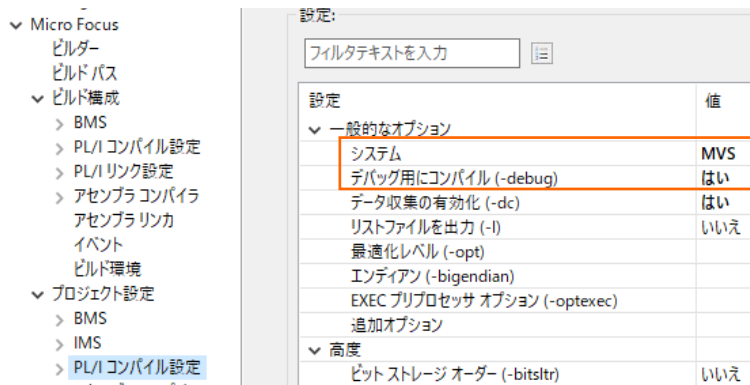 Micro Focus
ビルダー
ビルド パス
ビルド構成
BMS
PL/I コンパイル設定
PL/I リンク設定
アセンブラ コンパイラ
アセンブラ リンカ
イベント
ビルド環境
プロジェクト設定
BMS
IMS
PL/I コンパイル設定
設定:
フィルタテキストを入力
設定 値
一般的なオプション
システム MVS
デバッグ用にコンパイル (-debug) はい
データ収集の有効化 (-dc) はい
リストファイルを出力 (-l) いいえ
最適化レベル (-opt)
エンディアン (-bigendian)
EXEC プリプロセッサ オプション (-optexec)
追加オプション
高度
ビット ストレージ オーダー (-bitsltr) いいえ